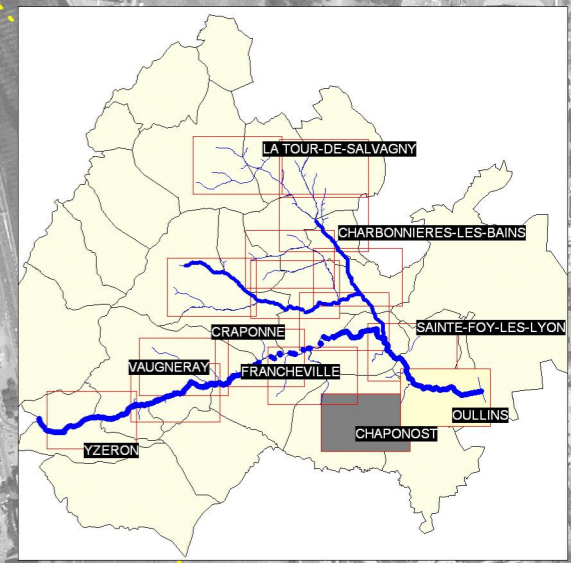 LA TOUR-DE-SALVAGNY
CHARBONNIERES-LES-BAINS
SAINTE-FOY-LES-LYON
CRAPONNE
VAUGNERAY
FRANCHEVILLE
OULLINS
CHAPONOST
YZERON